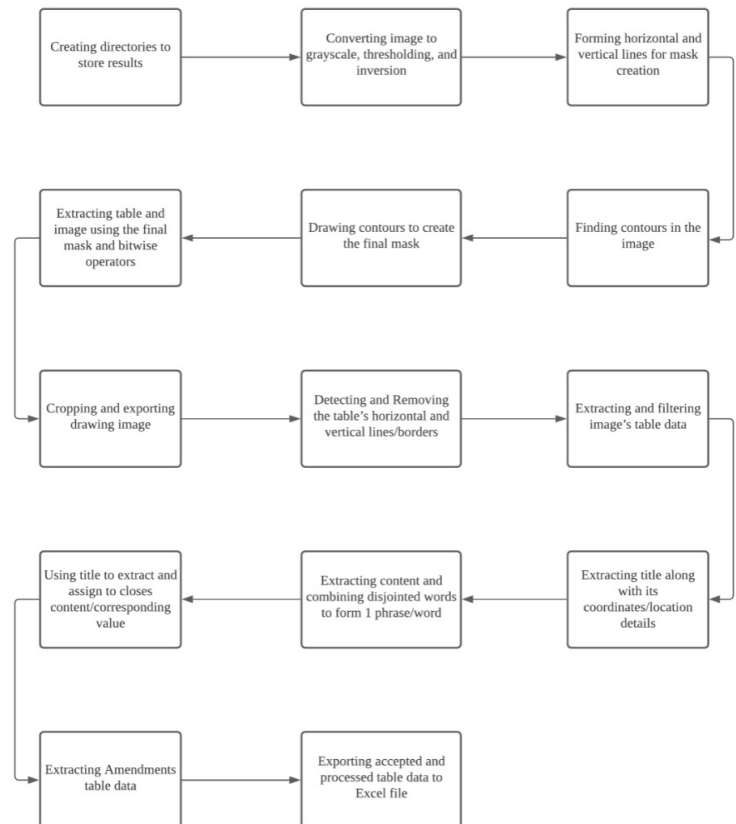 Creating directories to
store results
Converting image to
grayscale, thresholding, and
inversion
Forming horizontal and
vertical lines for mask
creation
Finding contours in the
image
Drawing contours to create
the final mask
Extracting table and
image using the final
mask and bitwise
operators
Cropping and exporting
drawing image
Detecting and Removing
the table's horizontal and
vertical lines/borders
Extracting and filtering
image's table data
Extracting title along
with its
coordinates/location
details
Extracting content and
combining disjointed words
to form 1 phrase/word
Using title to extract and
assign to closes
content/corresponding
value
Extracting Amendments
table data
Exporting accepted and
processed table data to
Excel file